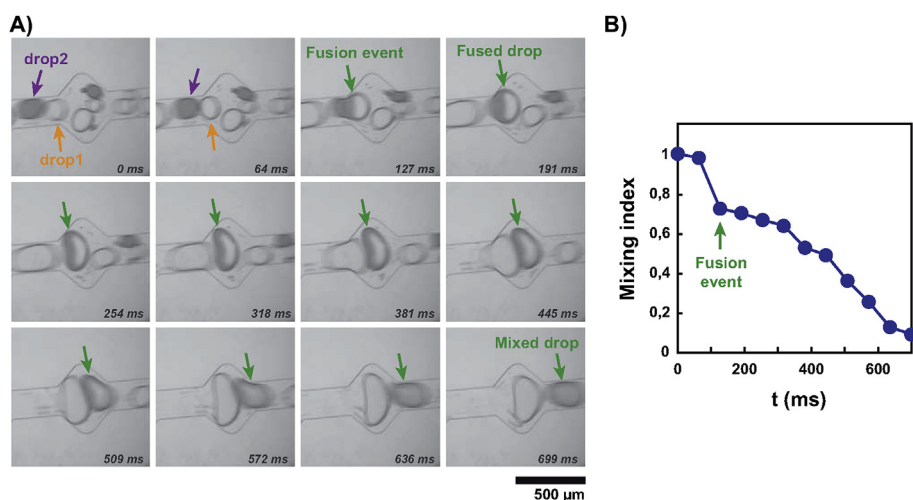 A)
drop2
drop1
0 ms
64 ms
Fusion event
127 ms
Fused drop
191 ms
254 ms
318 ms
381 ms
445 ms
509 ms
572 ms
636 ms
Mixed drop
699 ms
500 µm
B)
Mixing index
1
0,8
0,6
0,4
0,2
0
Fusion
event
0 200 400 600
t (ms)